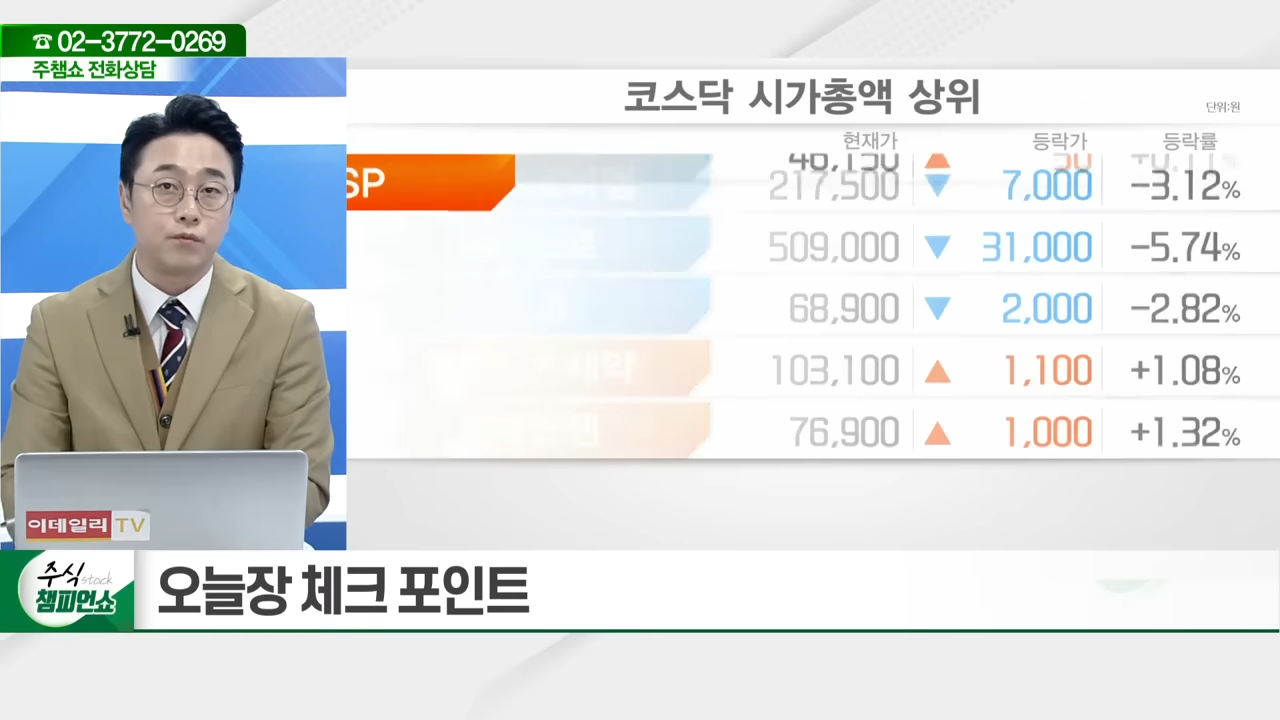 ☎ 02-3772-0269
주챔쇼 전화상담
코스닥 시가총액 상위
단위:원
현재가 등락가 등락률
SP
217,500 ▼ 7,000 -3.12%
509,000 ▼ 31,000 -5.74%
68,900 ▼ 2,000 -2.82%
103,100 ▲ 1,100 +1.08%
76,900 ▲ 1,000 +1.32%
이데일리 TV
주식 stock
챔피언쇼
오늘장 체크 포인트